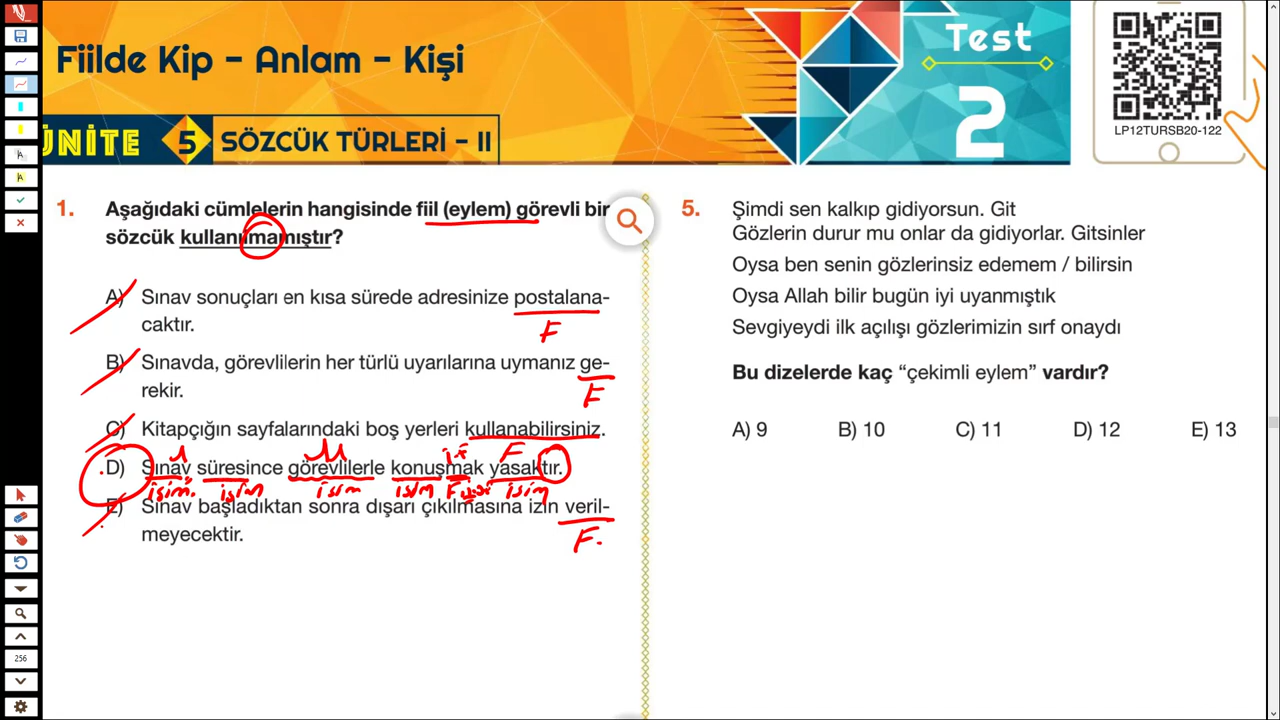 Fiilde Kip - Anlam - Kişi
Test
2
LP12TURSB20-122
ÜNİTE 5 SÖZCÜK TÜRLERİ - II
1. Aşağıdaki cümlelerin hangisinde fiil (eylem) görevli bir
sözcük kullanılmamıştır?
A) Sınav sonuçları en kısa sürede adresinize postalana-
F
caktır.
B) Sınavda, görevlilerin her türlü uyarılarına uymanız ge-
F
rekir.
C) Kitapçığın sayfalarındaki boş yerleri kullanabilirsiniz.
F
D) Sınav süresince görevlilerle konuşmak yasaktır.
isim isim isim isim isim
E) Sınav başladıktan sonra dışarı çıkılmasına izin veril-
F.
meyecektir.
5. Şimdi sen kalkıp gidiyorsun. Git
Gözlerin durur mu onlar da gidiyorlar. Gitsinler
Oysa ben senin gözlerinsiz edemem / bilirsin
Oysa Allah bilir bugün iyi uyanmıştık
Sevgiyeydi ilk açılışı gözlerimizin sırf onaydı
Bu dizelerde kaç “çekimli eylem” vardır?
A) 9 B) 10 C) 11 D) 12 E) 13
256